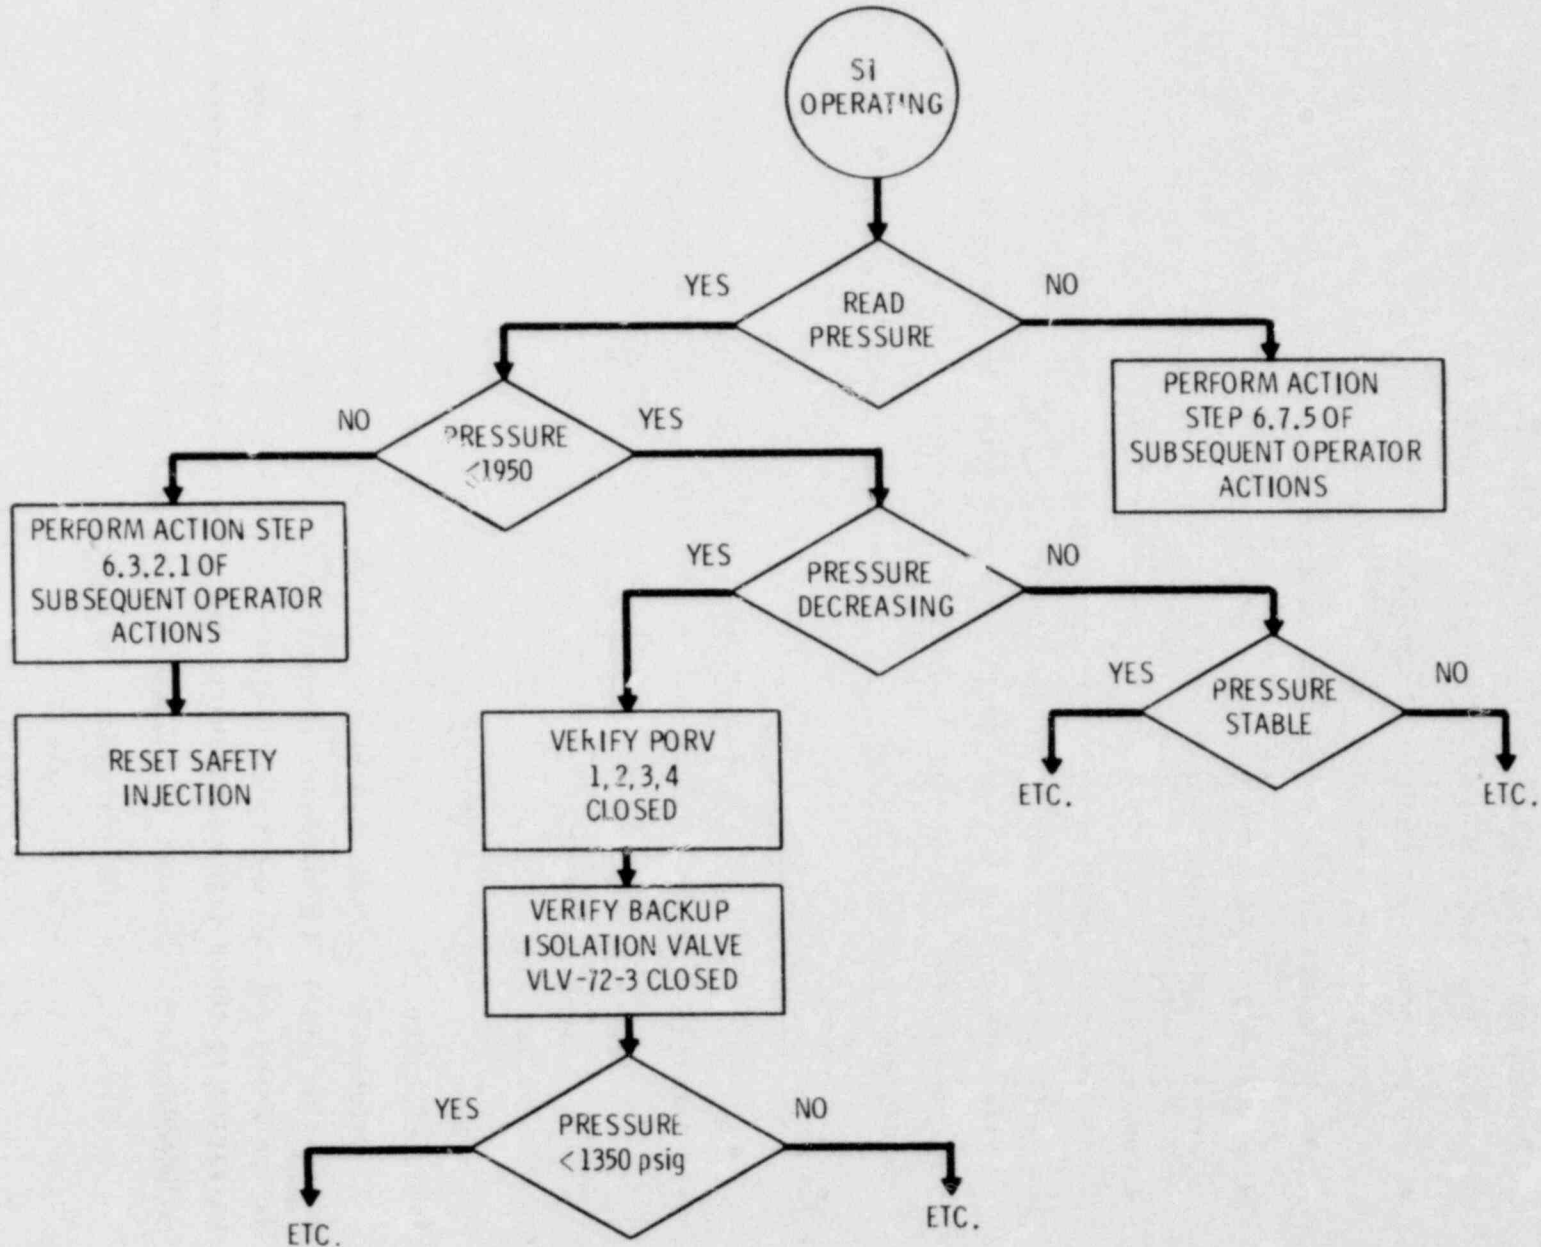 SI
OPERATING
YES
NO
READ
PRESSURE
PERFORM ACTION
STEP 6.7.5 OF
SUBSEQUENT OPERATOR
ACTIONS
NO
YES
PRESSURE
≤1950
PERFORM ACTION STEP
6.3.2.1 OF
SUBSEQUENT OPERATOR
ACTIONS
RESET SAFETY
INJECTION
YES
NO
PRESSURE
DECREASING
YES
NO
PRESSURE
STABLE
ETC.
ETC.
VERIFY PORV
1,2,3,4
CLOSED
VERIFY BACKUP
ISOLATION VALVE
VLV-72-3 CLOSED
YES
NO
PRESSURE
<1350 psig
ETC.
ETC.